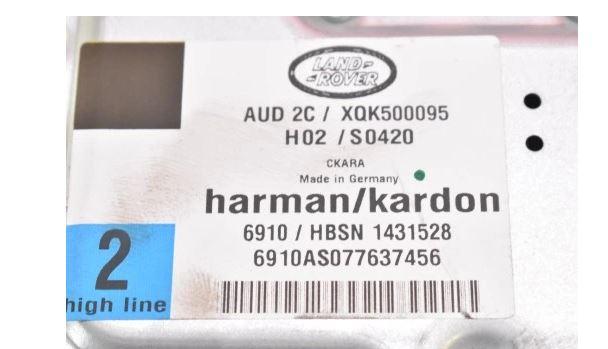 LAND-
-ROVER
AUD 2C / XQK500095
H02 / S0420
CKARA
Made in Germany
harman/kardon
6910 / HBSN 1431528
6910AS077637456
2
high line